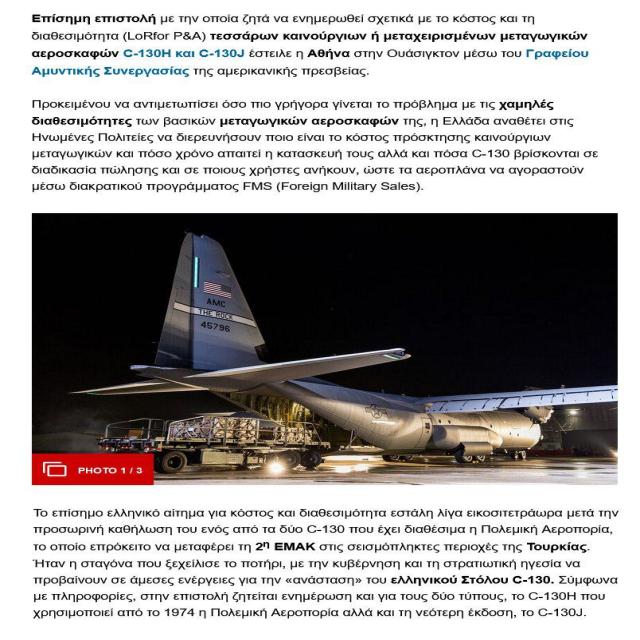 Επίσημη επιστολή με την οποία ζητά να ενημερωθεί σχετικά με το κόστος και τη
διαθεσιμότητα (LoRfor P&A) τεσσάρων καινούργιων ή μεταχειρισμένων μεταγωγικών
αεροσκαφών C-130H και C-130J έστειλε η Αθήνα στην Ουάσιγκτον μέσω του Γραφείου
Αμυντικής Συνεργασίας της αμερικανικής πρεσβείας.
Προκειμένου να αντιμετωπίσει όσο πιο γρήγορα γίνεται το πρόβλημα με τις χαμηλές
διαθεσιμότητες των βασικών μεταγωγικών αεροσκαφών της, η Ελλάδα αναθέτει στις
Ηνωμένες Πολιτείες να διερευνήσουν ποιο είναι το κόστος πρόσκτησης καινούργιων
μεταγωγικών και πόσο χρόνο απαιτεί η κατασκευή τους αλλά και πόσα C-130 βρίσκονται σε
διαδικασία πώλησης και σε ποιους χρήστες ανήκουν, ώστε τα αεροπλάνα να αγοραστούν
μέσω διακρατικού προγράμματος FMS (Foreign Military Sales).
AMC
THE ROCK
45796
PHOTO 1 / 3
Το επίσημο ελληνικό αίτημα για κόστος και διαθεσιμότητα εστάλη λίγα εικοσιτετράωρα μετά την
προσωρινή καθήλωση του ενός από τα δύο C-130 που έχει διαθέσιμα η Πολεμική Αεροπορία,
το οποίο επρόκειτο να μεταφέρει τη 2η ΕΜΑΚ στις σεισμόπληκτες περιοχές της Τουρκίας.
Ήταν η σταγόνα που ξεχείλισε το ποτήρι, με την κυβέρνηση και τη στρατιωτική ηγεσία να
προβαίνουν σε άμεσες ενέργειες για την «ανάσταση» του ελληνικού Στόλου C-130. Σύμφωνα
με πληροφορίες, στην επιστολή ζητείται ενημέρωση και για τους δύο τύπους, το C-130H που
χρησιμοποιεί από το 1974 η Πολεμική Αεροπορία αλλά και τη νεότερη έκδοση, το C-130J.